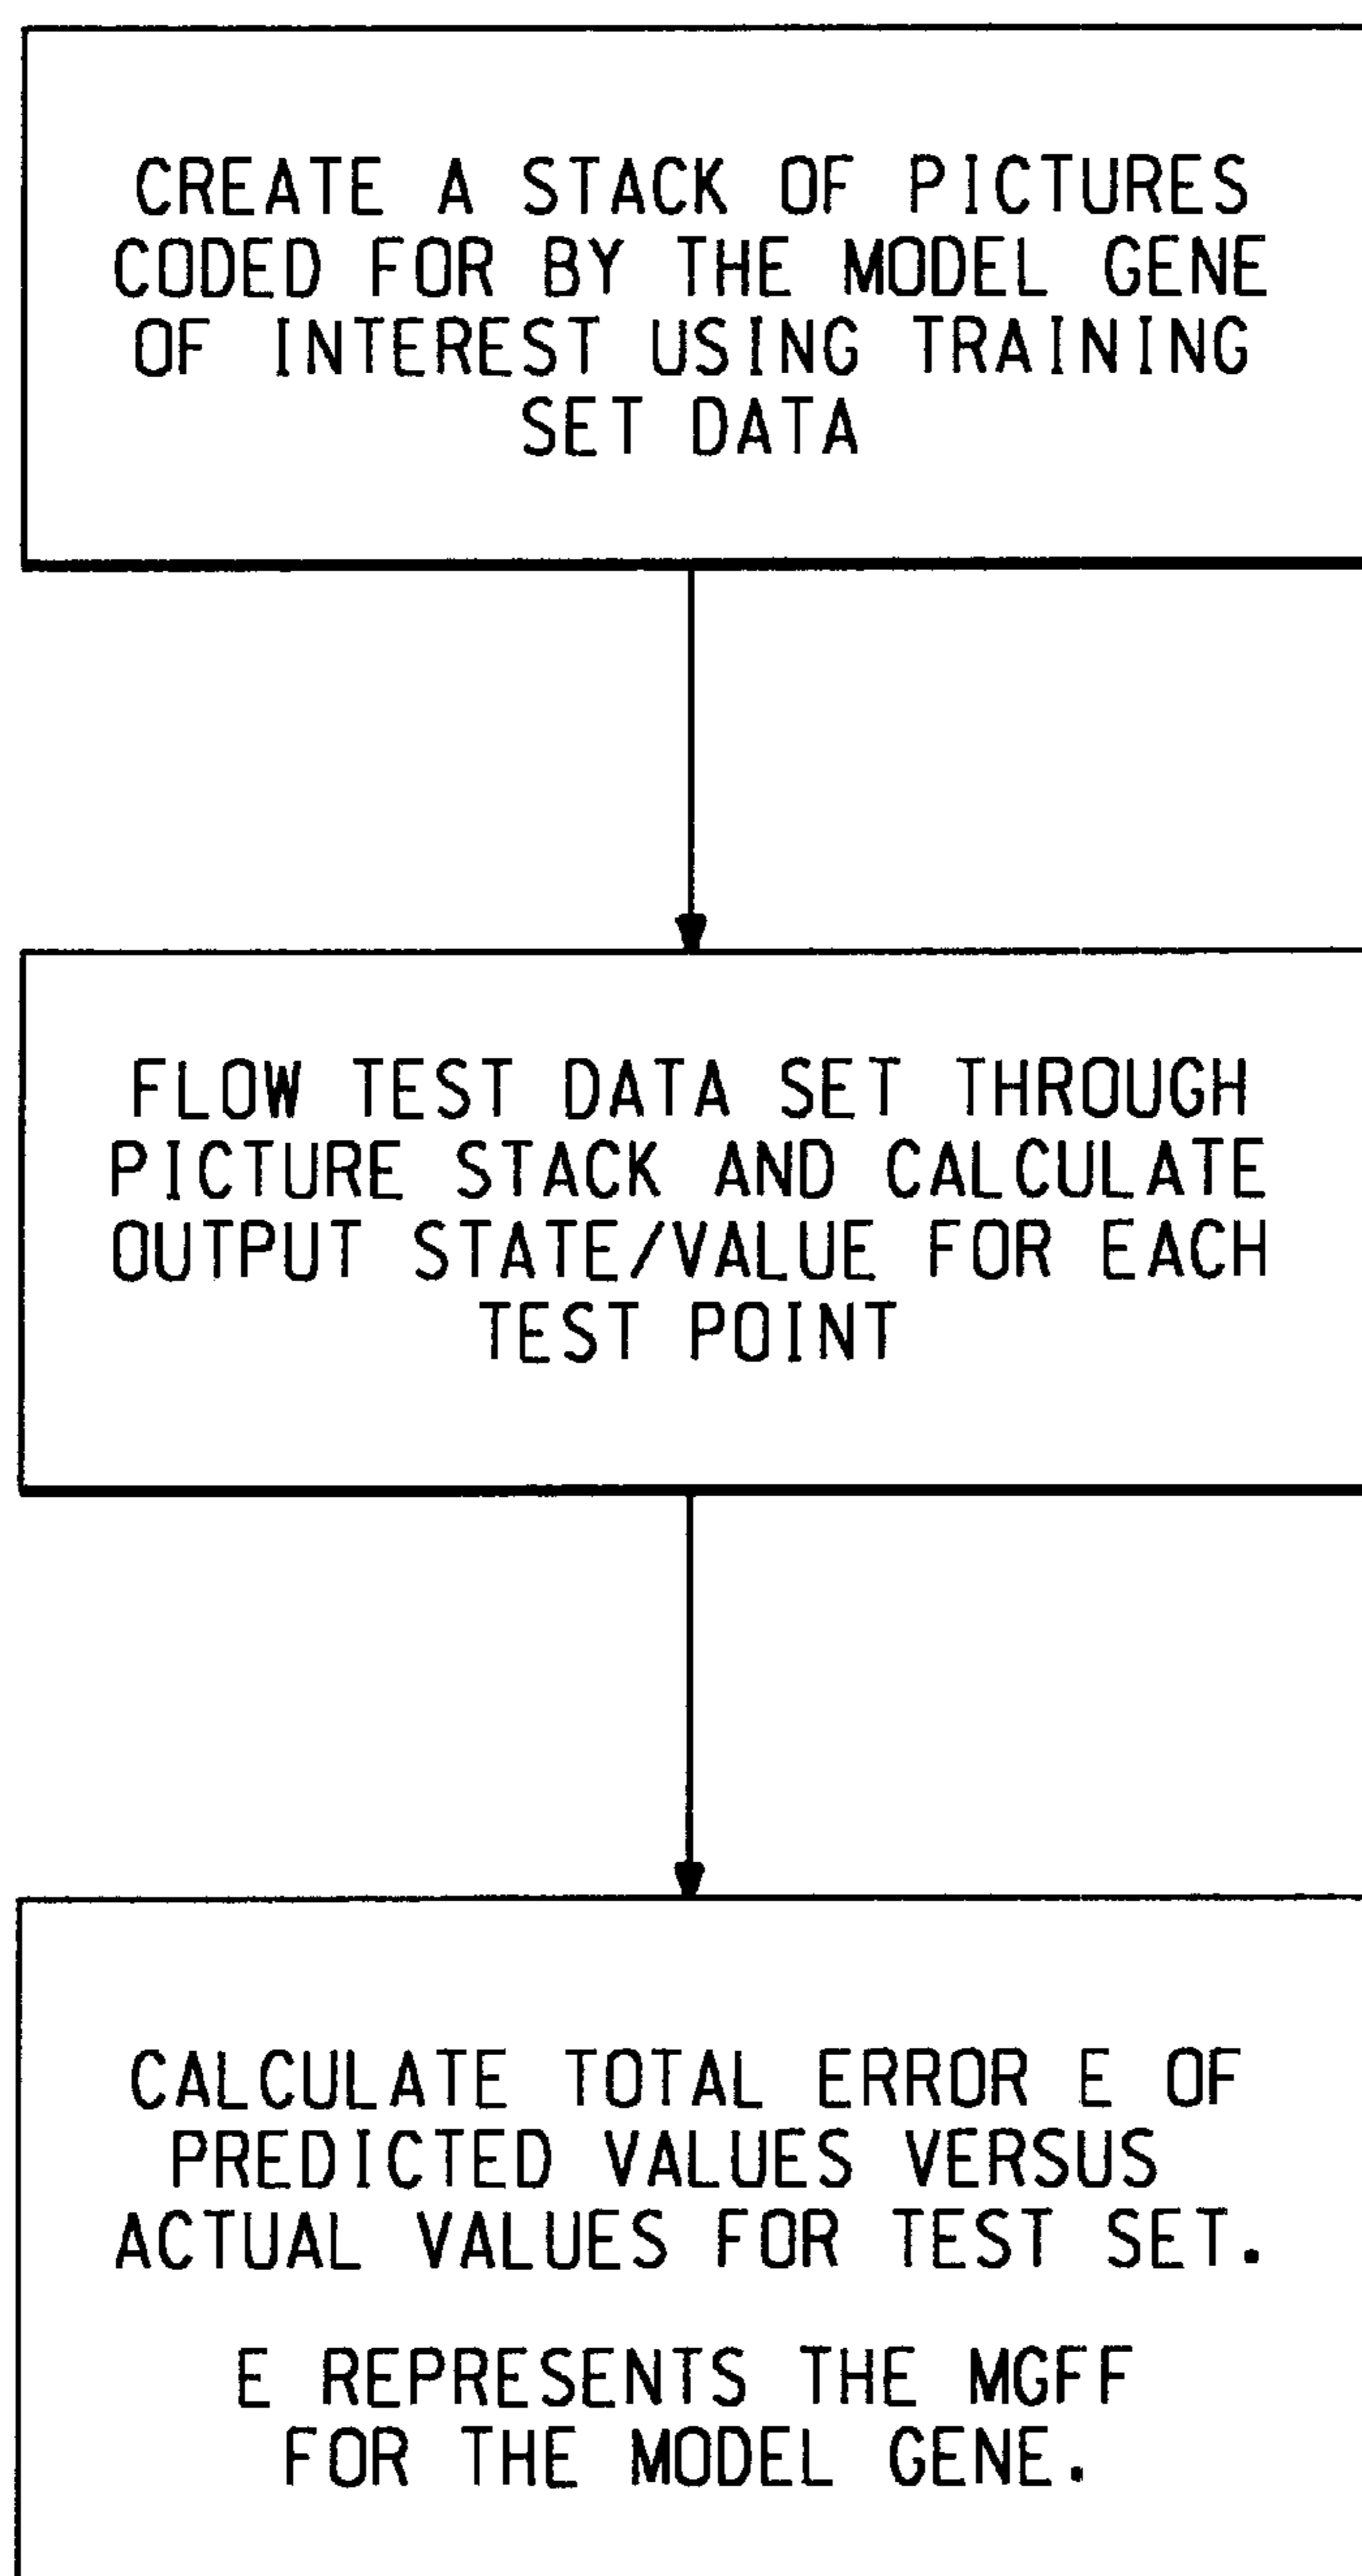 CREATE A STACK OF PICTURES
CODED FOR BY THE MODEL GENE
OF INTEREST USING TRAINING
SET DATA
FLOW TEST DATA SET THROUGH
PICTURE STACK AND CALCULATE
OUTPUT STATE/VALUE FOR EACH
TEST POINT
CALCULATE TOTAL ERROR E OF
PREDICTED VALUES VERSUS
ACTUAL VALUES FOR TEST SET.
E REPRESENTS THE MGFF
FOR THE MODEL GENE.